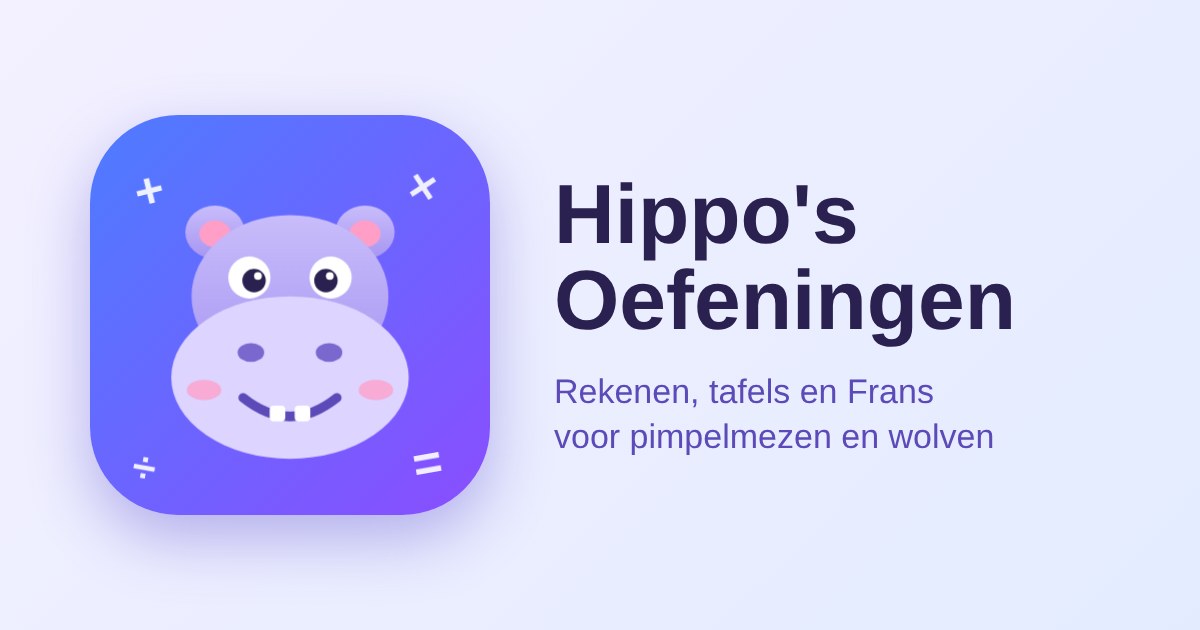 + ×
÷ =
Hippo's
Oefeningen
Rekenen, tafels en Frans
voor pimpelmezen en wolven